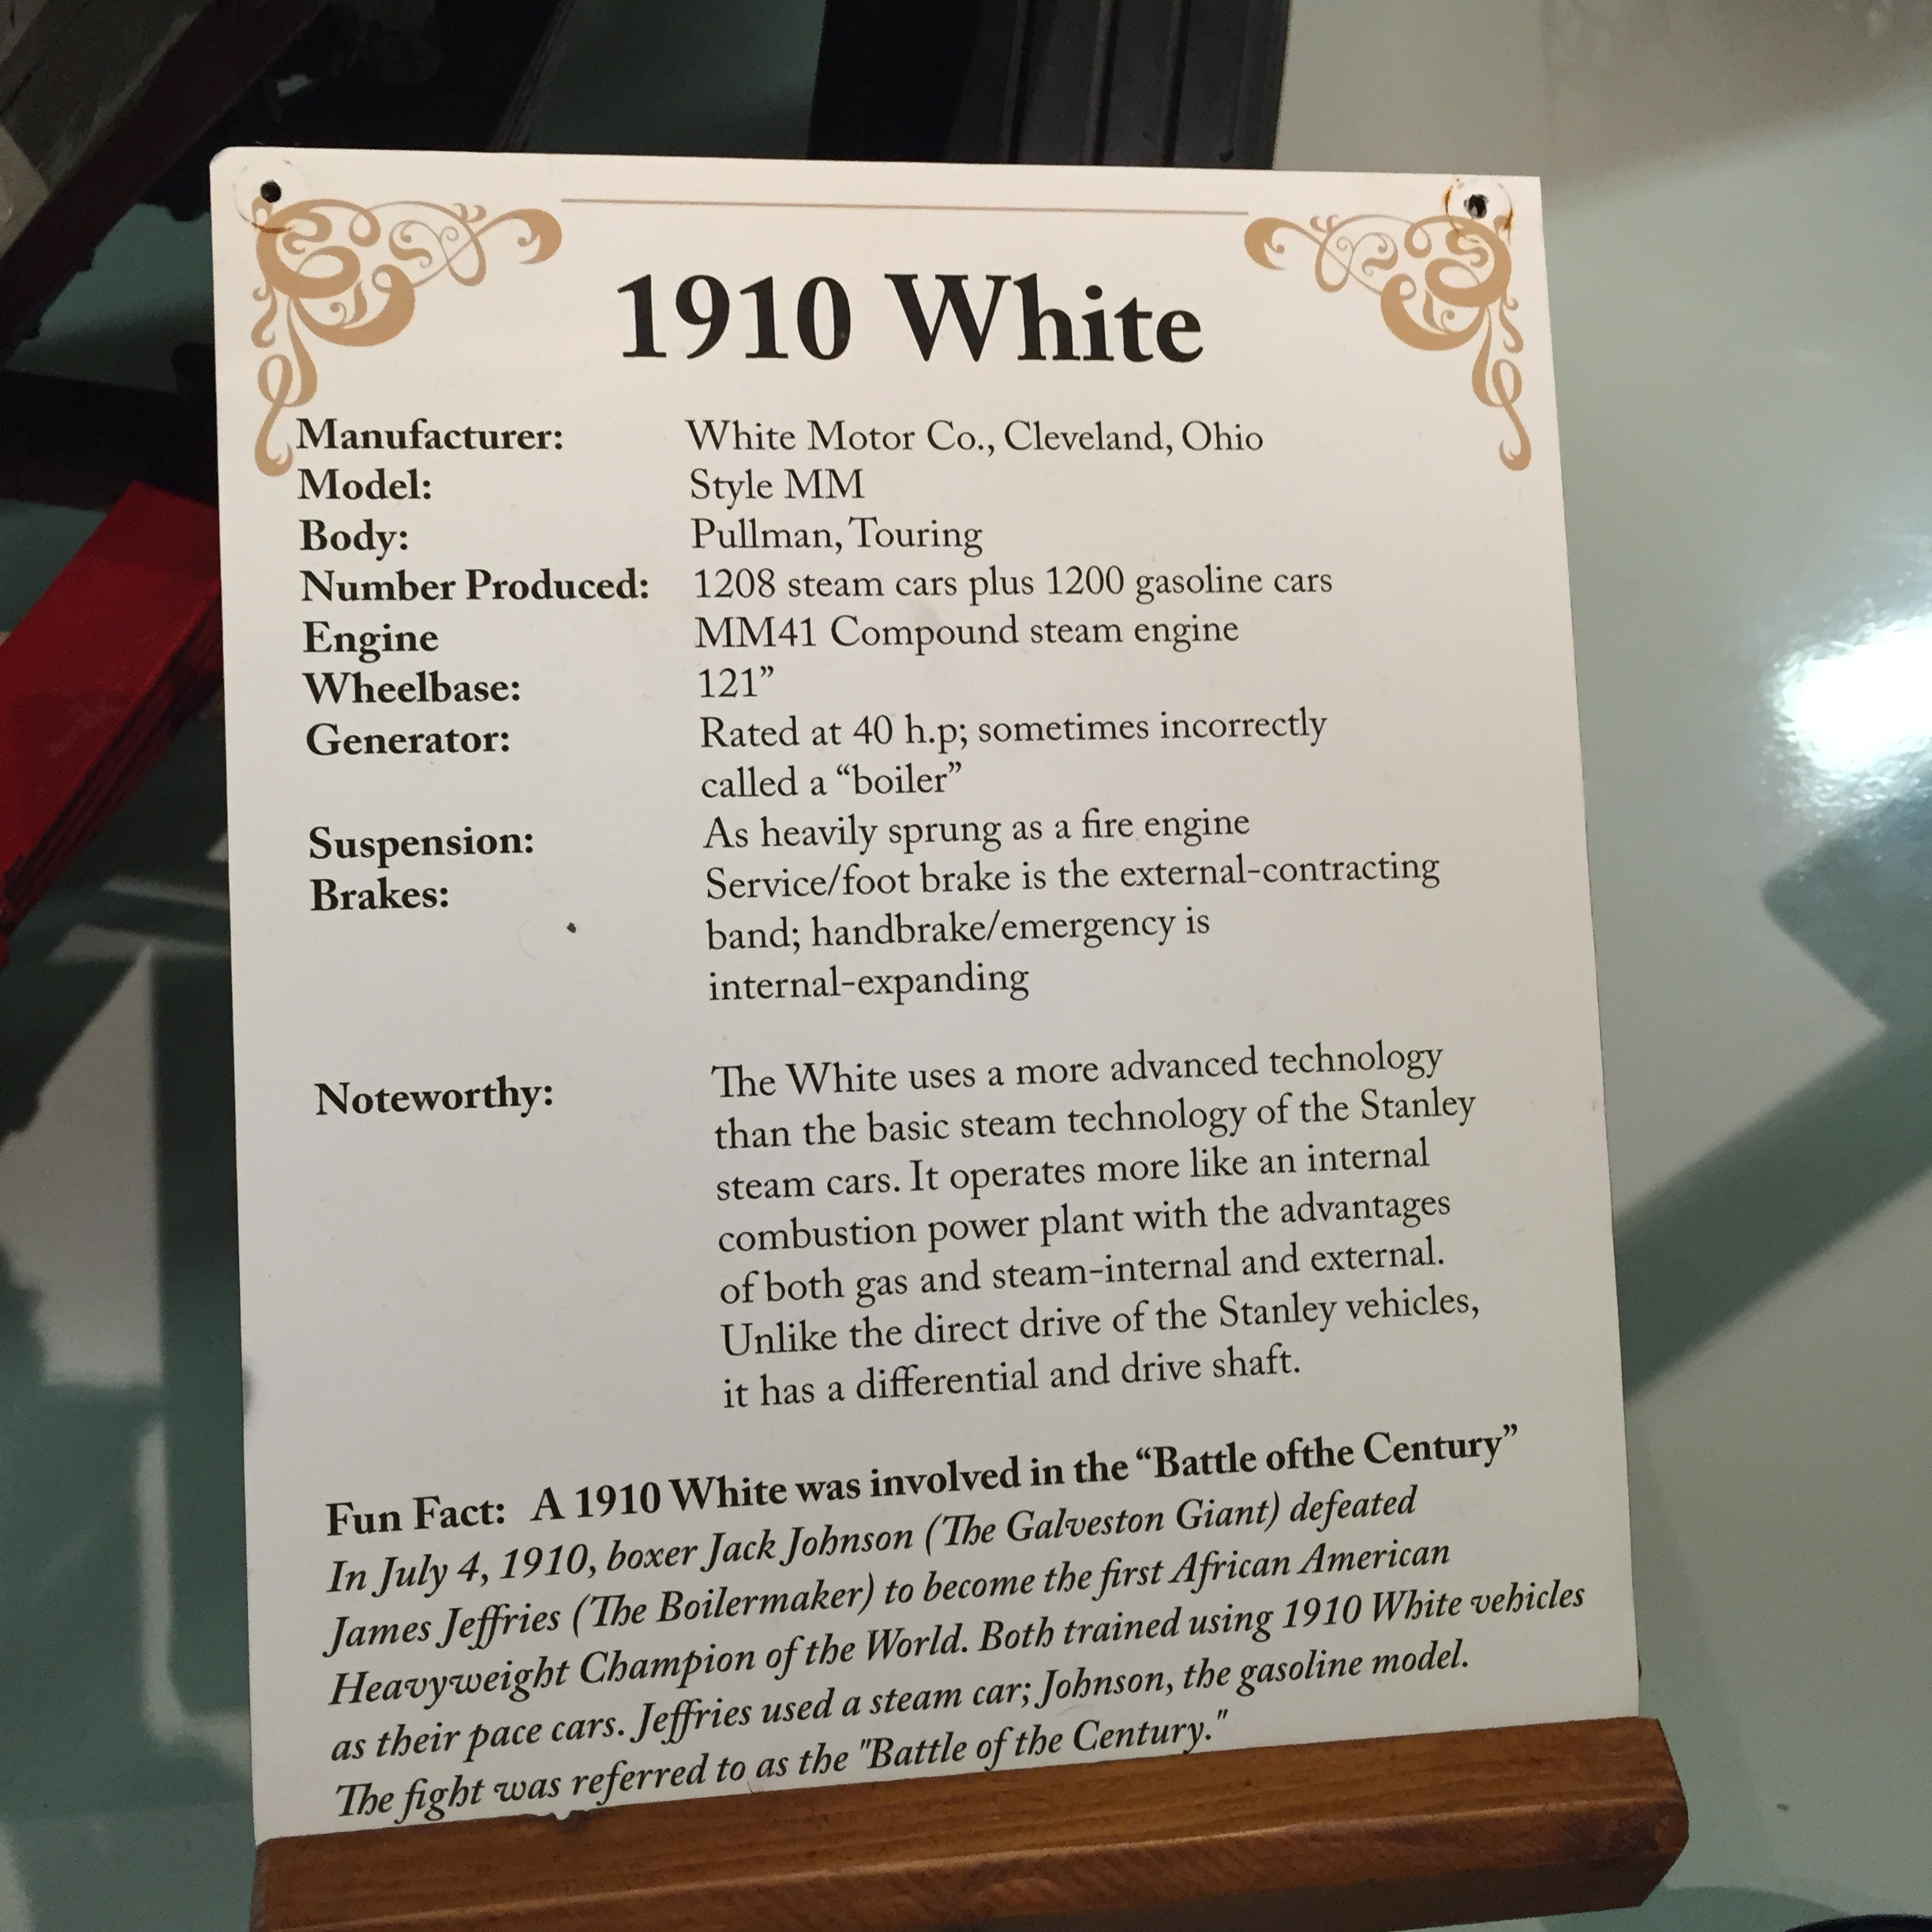 1910 White
Manufacturer: White Motor Co., Cleveland, Ohio
Model: Style MM
Body: Pullman, Touring
Number Produced: 1208 steam cars plus 1200 gasoline cars
Engine MM41 Compound steam engine
Wheelbase: 121”
Generator: Rated at 40 h.p; sometimes incorrectly
called a “boiler”
Suspension: As heavily sprung as a fire engine
Brakes: Service/foot brake is the external-contracting
band; handbrake/emergency is
internal-expanding
Noteworthy: The White uses a more advanced technology
than the basic steam technology of the Stanley
steam cars. It operates more like an internal
combustion power plant with the advantages
of both gas and steam-internal and external.
Unlike the direct drive of the Stanley vehicles,
it has a differential and drive shaft.
Fun Fact: A 1910 White was involved in the “Battle ofthe Century”
In July 4, 1910, boxer Jack Johnson (The Galveston Giant) defeated
James Jeffries (The Boilermaker) to become the first African American
Heavyweight Champion of the World. Both trained using 1910 White vehicles
as their pace cars. Jeffries used a steam car; Johnson, the gasoline model.
The fight was referred to as the "Battle of the Century."